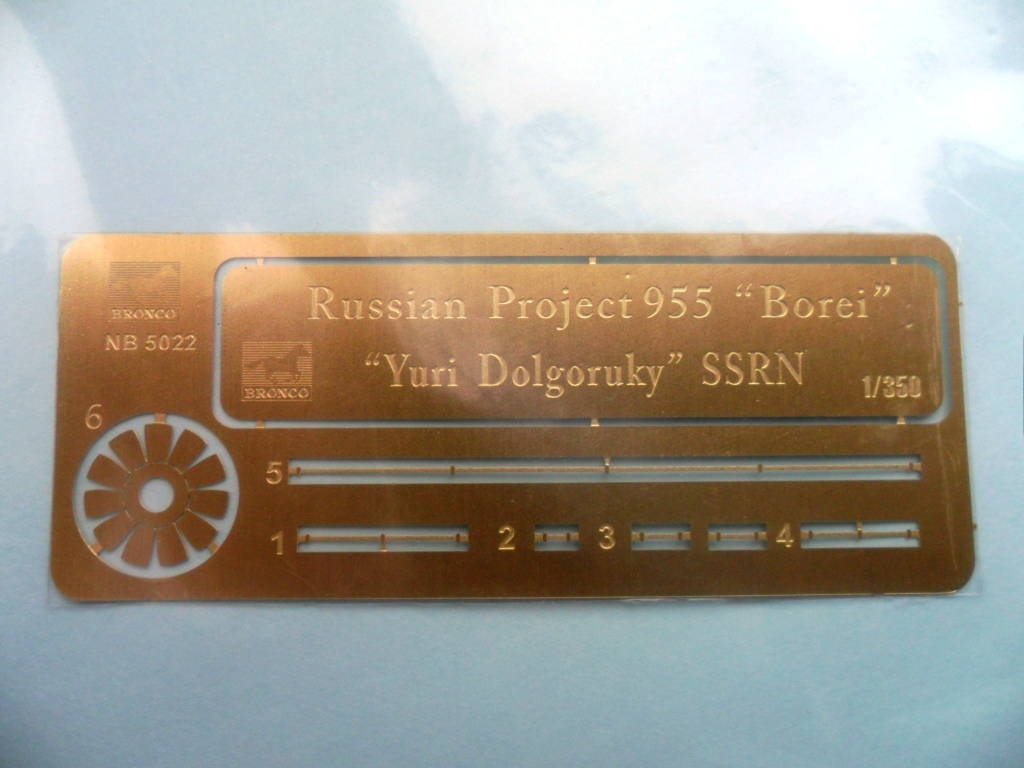 BRONCO
NB 5022
Russian Project 955 “Borei”
“Yuri Dolgoruky” SSRN
BRONCO
1/350
6
5
1 2 3 4